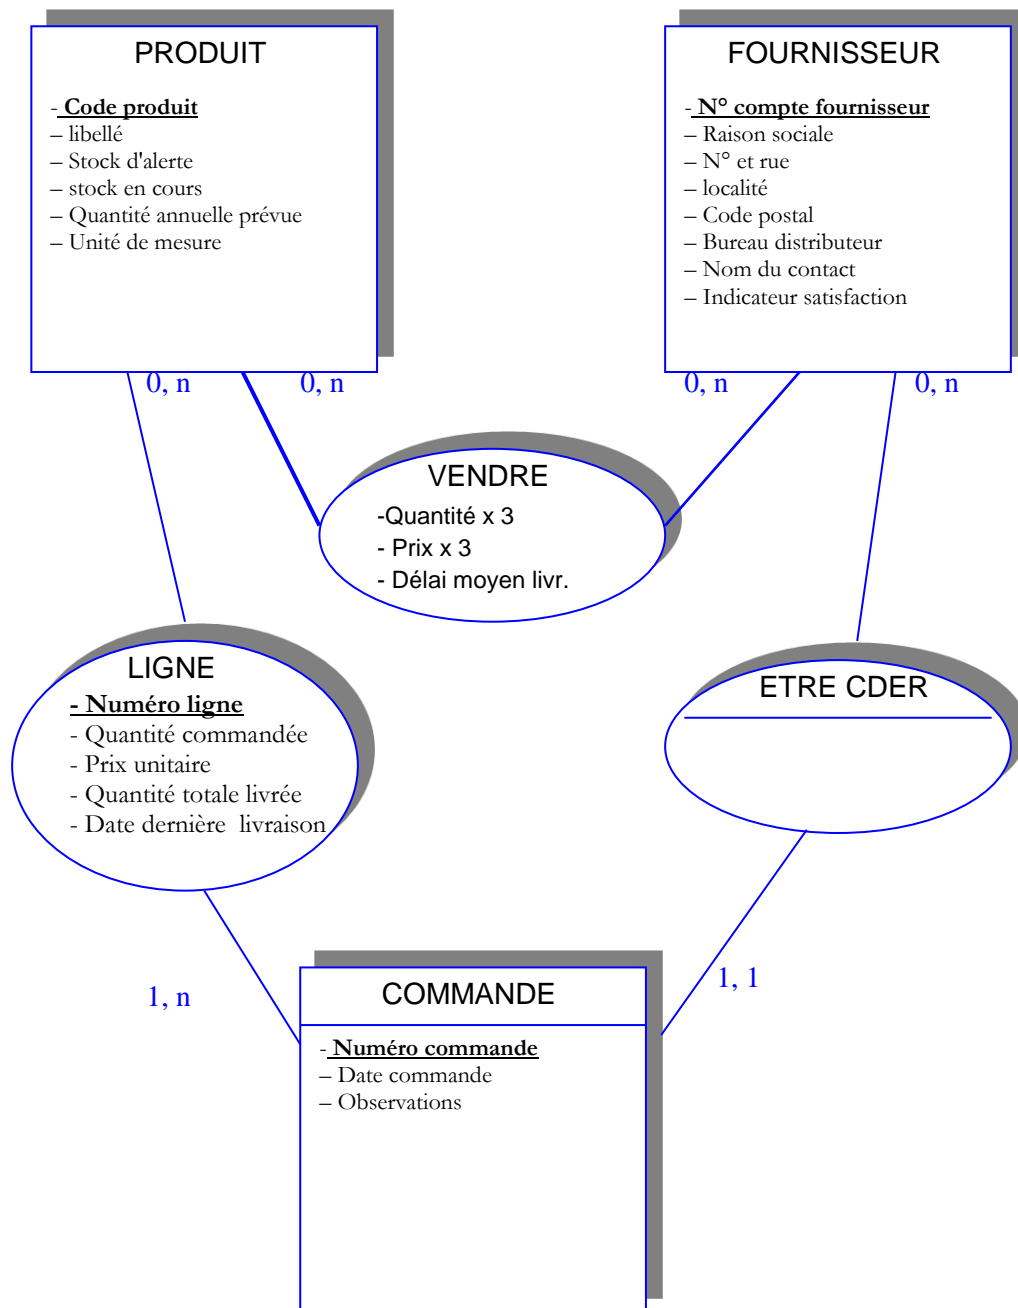 PRODUIT
- Code produit
– libellé
– Stock d'alerte
– stock en cours
– Quantité annuelle prévue
– Unité de mesure
FOURNISSEUR
- N° compte fournisseur
– Raison sociale
– N° et rue
– localité
– Code postal
– Bureau distributeur
– Nom du contact
– Indicateur satisfaction
0, n
0, n
0, n
0, n
VENDRE
-Quantité x 3
- Prix x 3
- Délai moyen livr.
LIGNE
- Numéro ligne
- Quantité commandée
- Prix unitaire
- Quantité totale livrée
- Date dernière livraison
ETRE CDER
1, n
1, 1
COMMANDE
- Numéro commande
– Date commande
– Observations